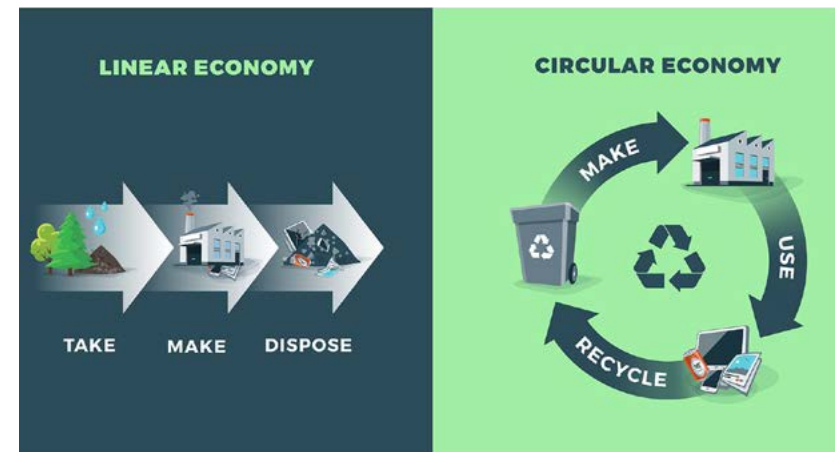 LINEAR ECONOMY
TAKE MAKE DISPOSE
CIRCULAR ECONOMY
MAKE
USE
RECYCLE